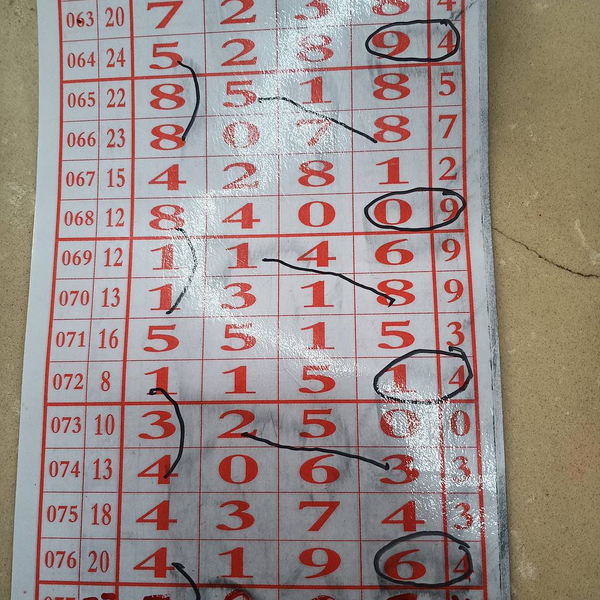 063 20 7 2 3 8 4
064 24 5 2 8 9 4
065 22 8 5 1 8 5
066 23 8 0 7 8 7
067 15 4 2 8 1 2
068 12 8 4 0 0 9
069 12 1 1 4 6 9
070 13 1 3 1 8 9
071 16 5 5 1 5 3
072 8 1 1 5 1 4
073 10 3 2 5 0 0
074 13 4 0 6 3 3
075 18 4 3 7 4 3
076 20 4 1 9 6 4